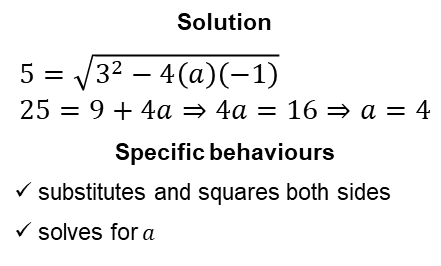 Solution
5 = √(3² − 4(a)(−1))
25 = 9 + 4a ⇒ 4a = 16 ⇒ a = 4
Specific behaviours
✓ substitutes and squares both sides
✓ solves for a